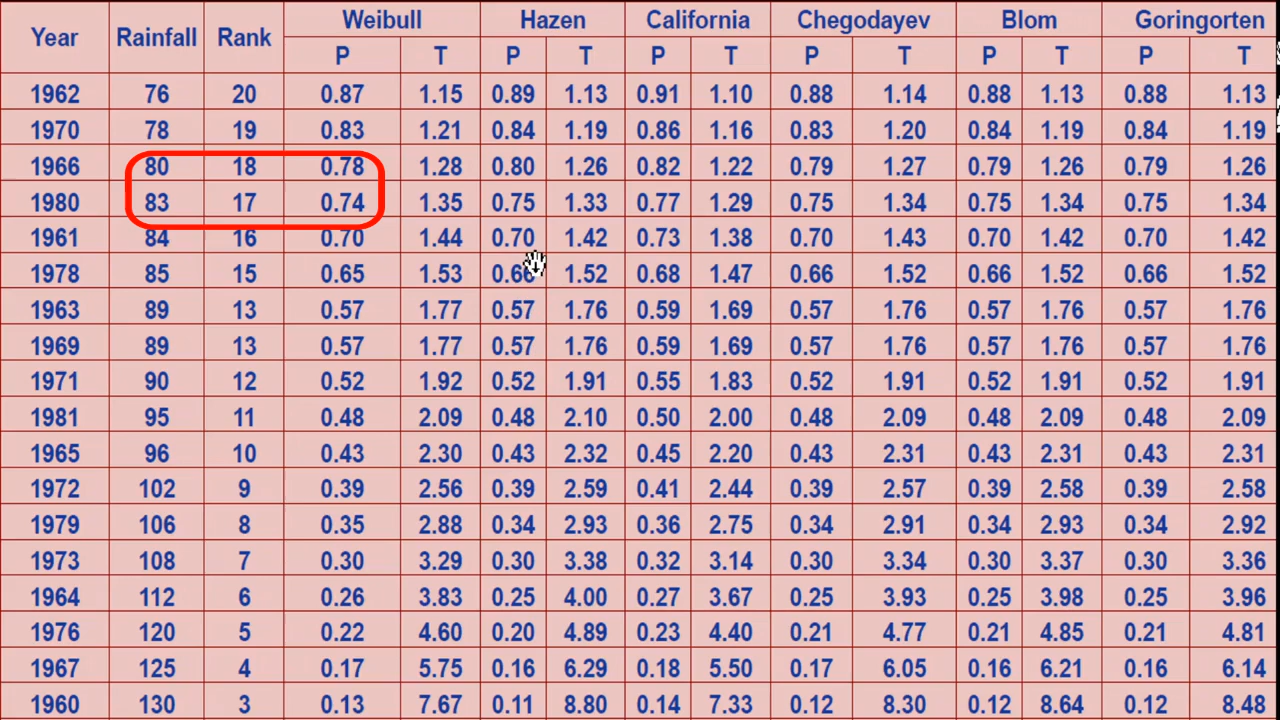 Year Rainfall Rank Weibull Hazen California Chegodayev Blom Goringorten
P T P T P T P T P T P T
1962 76 20 0.87 1.15 0.89 1.13 0.91 1.10 0.88 1.14 0.88 1.13 0.88 1.13
1970 78 19 0.83 1.21 0.84 1.19 0.86 1.16 0.83 1.20 0.84 1.19 0.84 1.19
1966 80 18 0.78 1.28 0.80 1.26 0.82 1.22 0.79 1.27 0.79 1.26 0.79 1.26
1980 83 17 0.74 1.35 0.75 1.33 0.77 1.29 0.75 1.34 0.75 1.34 0.75 1.34
1961 84 16 0.70 1.44 0.70 1.42 0.73 1.38 0.70 1.43 0.70 1.42 0.70 1.42
1978 85 15 0.65 1.53 0.66 1.52 0.68 1.47 0.66 1.52 0.66 1.52 0.66 1.52
1963 89 13 0.57 1.77 0.57 1.76 0.59 1.69 0.57 1.76 0.57 1.76 0.57 1.76
1969 89 13 0.57 1.77 0.57 1.76 0.59 1.69 0.57 1.76 0.57 1.76 0.57 1.76
1971 90 12 0.52 1.92 0.52 1.91 0.55 1.83 0.52 1.91 0.52 1.91 0.52 1.91
1981 95 11 0.48 2.09 0.48 2.10 0.50 2.00 0.48 2.09 0.48 2.09 0.48 2.09
1965 96 10 0.43 2.30 0.43 2.32 0.45 2.20 0.43 2.31 0.43 2.31 0.43 2.31
1972 102 9 0.39 2.56 0.39 2.59 0.41 2.44 0.39 2.57 0.39 2.58 0.39 2.58
1979 106 8 0.35 2.88 0.34 2.93 0.36 2.75 0.34 2.91 0.34 2.93 0.34 2.92
1973 108 7 0.30 3.29 0.30 3.38 0.32 3.14 0.30 3.34 0.30 3.37 0.30 3.36
1964 112 6 0.26 3.83 0.25 4.00 0.27 3.67 0.25 3.93 0.25 3.98 0.25 3.96
1976 120 5 0.22 4.60 0.20 4.89 0.23 4.40 0.21 4.77 0.21 4.85 0.21 4.81
1967 125 4 0.17 5.75 0.16 6.29 0.18 5.50 0.17 6.05 0.16 6.21 0.16 6.14
1960 130 3 0.13 7.67 0.11 8.80 0.14 7.33 0.12 8.30 0.12 8.64 0.12 8.48